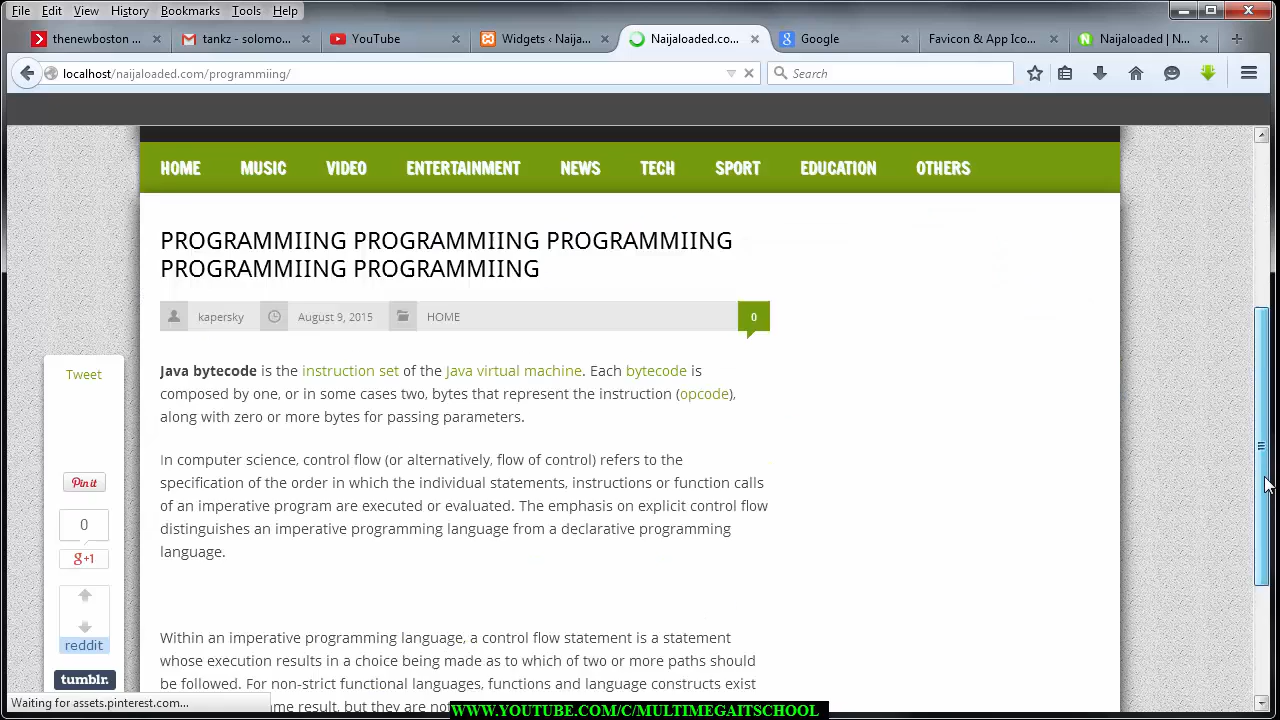 File Edit View History Bookmarks Tools Help
thenewboston ... tankz - solomo... YouTube Widgets ‹ Naija... Naijaloaded.co... Google Favicon & App Ico... Naijaloaded | N...
localhost/naijaloaded.com/programmiing/ Search
HOME MUSIC VIDEO ENTERTAINMENT NEWS TECH SPORT EDUCATION OTHERS
PROGRAMMIING PROGRAMMIING PROGRAMMIING
PROGRAMMIING PROGRAMMIING
kapersky August 9, 2015 HOME 0
Java bytecode is the instruction set of the Java virtual machine. Each bytecode is
composed by one, or in some cases two, bytes that represent the instruction (opcode),
along with zero or more bytes for passing parameters.
In computer science, control flow (or alternatively, flow of control) refers to the
specification of the order in which the individual statements, instructions or function calls
of an imperative program are executed or evaluated. The emphasis on explicit control flow
distinguishes an imperative programming language from a declarative programming
language.
Within an imperative programming language, a control flow statement is a statement
whose execution results in a choice being made as to which of two or more paths should
be followed. For non-strict functional languages, functions and language constructs exist
me result, but they are no
Tweet
Pin it
0
g+1
reddit
tumblr.
Waiting for assets.pinterest.com...
WWW.YOUTUBE.COM/C/MULTIMEGAITSCHOOL